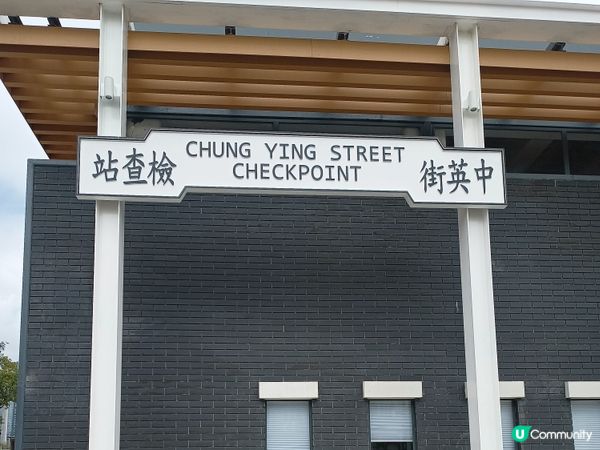 中英街
檢查站
CHUNG YING STREET
CHECKPOINT
U Community